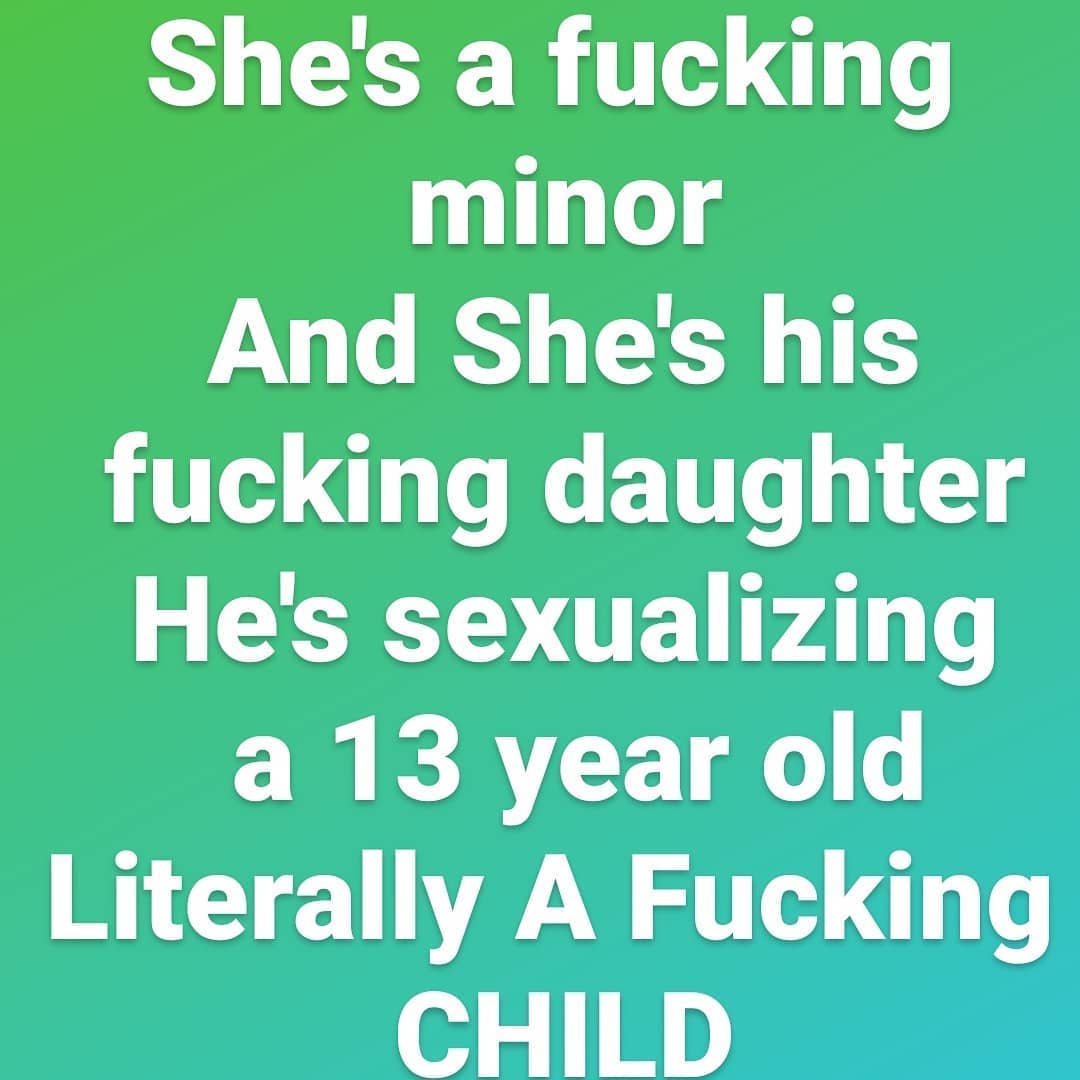 She's a fucking
minor
And She's his
fucking daughter
He's sexualizing
a 13 year old
Literally A Fucking
CHILD